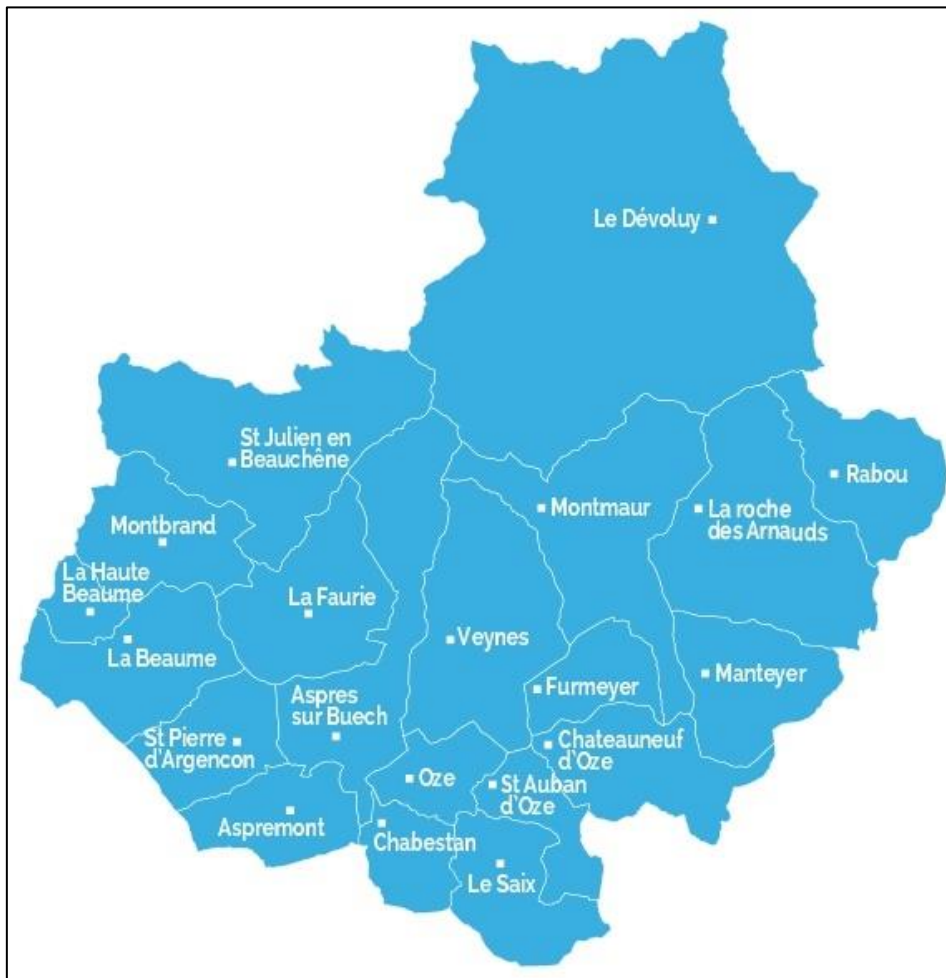 Le Dévoluy
St Julien en
Beauchêne
Rabou
Montmaur
La roche
des Arnauds
Montbrand
La Haute
Beaume
La Faurie
Veynes
La Beaume
Manteyer
Furmeyer
Aspres
sur Buech
St Pierre
d'Argencon
Chateauneuf
d'Oze
Oze
St Auban
d'Oze
Aspremont
Chabestan
Le Saix